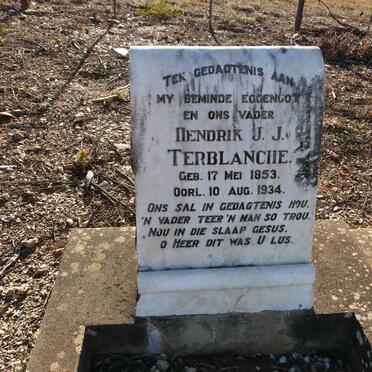 TER GEDAGTENIS AAN
MY BEMINDE EGGENOOT
EN ONS VADER
HENDRIK J. J.
TERBLANCHE.
GEB. 17 MEI 1853.
OORL. 10 AUG. 1934.
ONS SAL IN GEDAGTENIS HOU,
'N VADER TEER 'N MAN SO TROU.
NOU IN DIE SLAAP GESUS,
O HEER DIT WAS U LUS.